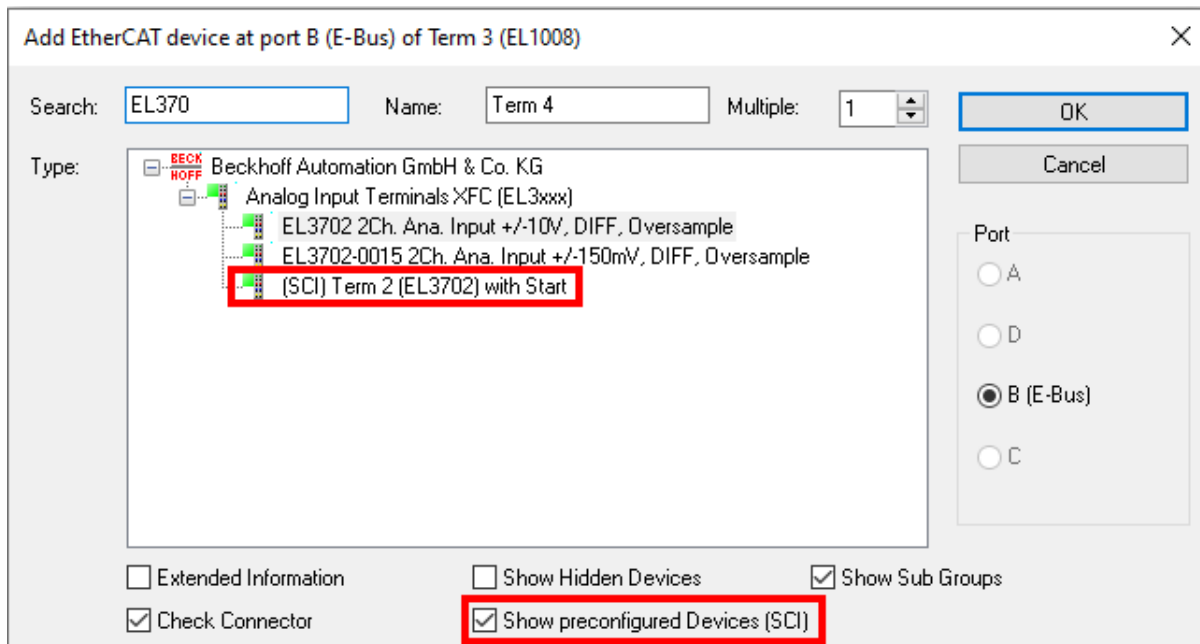 Add EtherCAT device at port B (E-Bus) of Term 3 (EL1008)
Search: EL370 Name: Term 4 Multiple: 1 OK
Type: BECKHOFF Beckhoff Automation GmbH & Co. KG Cancel
Analog Input Terminals XFC (EL3xxx)
EL3702 2Ch. Ana. Input +/-10V, DIFF, Oversample
EL3702-0015 2Ch. Ana. Input +/-150mV, DIFF, Oversample
(SCI) Term 2 (EL3702) with Start
Port
A
D
B (E-Bus)
C
Extended Information Show Hidden Devices Show Sub Groups
Check Connector Show preconfigured Devices (SCI)